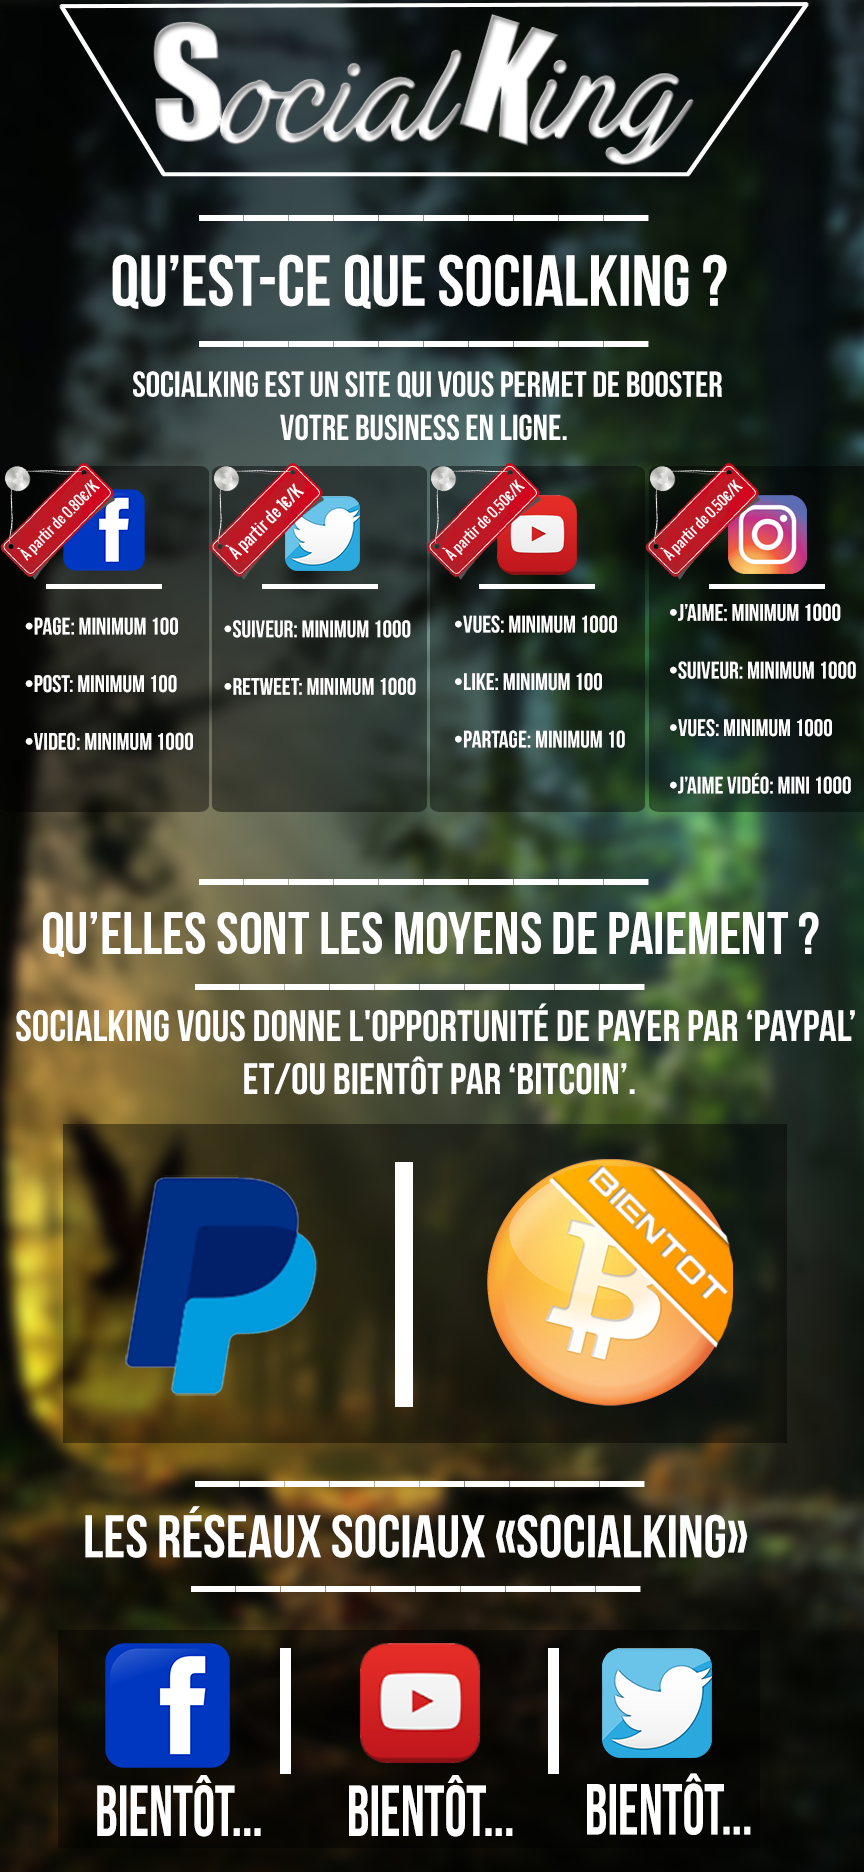 SocialKing
QU'EST-CE QUE SOCIALKING ?
SOCIALKING EST UN SITE QUI VOUS PERMET DE BOOSTER
VOTRE BUSINESS EN LIGNE.
À partir de 0.80€/K
•PAGE: MINIMUM 100
•POST: MINIMUM 100
•VIDEO: MINIMUM 1000
À partir de 1€/K
•SUIVEUR: MINIMUM 1000
•RETWEET: MINIMUM 1000
À partir de 0.50€/K
•VUES: MINIMUM 1000
•LIKE: MINIMUM 100
•PARTAGE: MINIMUM 10
À partir de 0.50€/K
•J'AIME: MINIMUM 1000
•SUIVEUR: MINIMUM 1000
•VUES: MINIMUM 1000
•J'AIME VIDÉO: MINI 1000
QU'ELLES SONT LES MOYENS DE PAIEMENT ?
SOCIALKING VOUS DONNE L'OPPORTUNITÉ DE PAYER PAR ‘PAYPAL’
ET/OU BIENTÔT PAR ‘BITCOIN’.
BIENTOT
LES RÉSEAUX SOCIAUX «SOCIALKING»
BIENTÔT...
BIENTÔT...
BIENTÔT...